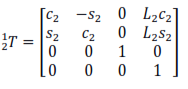 ¹₂T = [ c₂ −s₂ 0 L₂c₂
s₂ c₂ 0 L₂s₂
0 0 1 0
0 0 0 1 ]